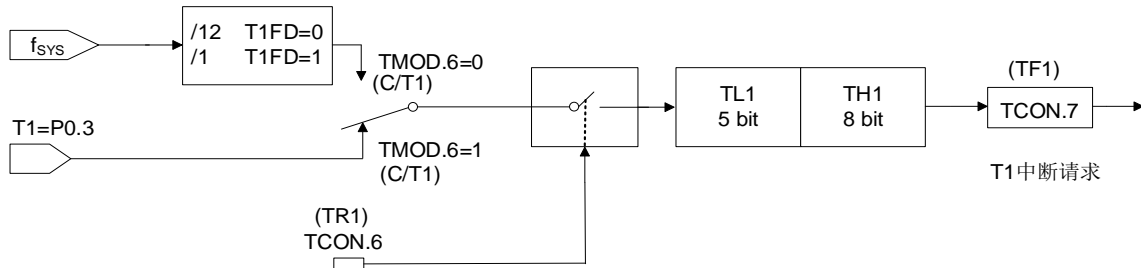 fSYS
/12 T1FD=0
/1 T1FD=1
TMOD.6=0
(C/T1)
T1=P0.3
TMOD.6=1
(C/T1)
(TR1)
TCON.6
TL1
5 bit
TH1
8 bit
(TF1)
TCON.7
T1中断请求